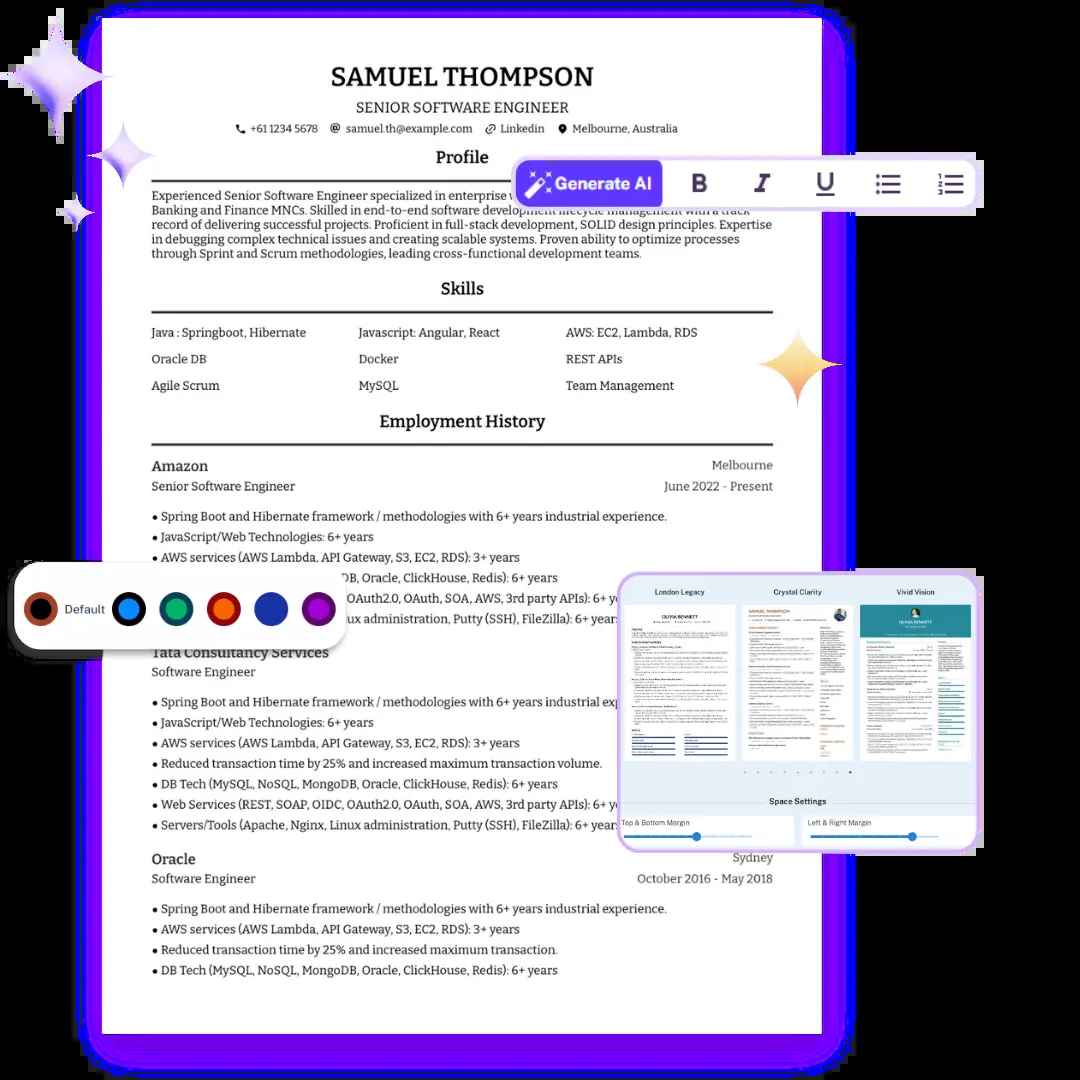 SAMUEL THOMPSON
SENIOR SOFTWARE ENGINEER
+61 1234 5678 samuel.th@example.com Linkedin Melbourne, Australia
Profile
Generate AI B I U
Experienced Senior Software Engineer specialized in enterprise
Banking and Finance MNCs. Skilled in end-to-end software development lifecycle management with a track
record of delivering successful projects. Proficient in full-stack development, SOLID design principles. Expertise
in debugging complex technical issues and creating scalable systems. Proven ability to optimize processes
through Sprint and Scrum methodologies, leading cross-functional development teams.
Skills
Java : Springboot, Hibernate Javascript: Angular, React AWS: EC2, Lambda, RDS
Oracle DB Docker REST APIs
Agile Scrum MySQL Team Management
Employment History
Amazon Melbourne
Senior Software Engineer June 2022 - Present
• Spring Boot and Hibernate framework / methodologies with 6+ years industrial experience.
• JavaScript/Web Technologies: 6+ years
• AWS services (AWS Lambda, API Gateway, S3, EC2, RDS): 3+ years
DB, Oracle, ClickHouse, Redis): 6+ years
OAuth2.0, OAuth, SOA, AWS, 3rd party APIs): 6+
administration, Putty (SSH), FileZilla): 6+
Default
Tata Consultancy Services
Software Engineer
• Spring Boot and Hibernate framework / methodologies with 6+ years industrial
• JavaScript/Web Technologies: 6+ years
• AWS services (AWS Lambda, API Gateway, S3, EC2, RDS): 3+ years
• Reduced transaction time by 25% and increased maximum transaction volume.
• DB Tech (MySQL, NoSQL, MongoDB, Oracle, ClickHouse, Redis): 6+ years
• Web Services (REST, SOAP, OIDC, OAuth2.0, OAuth, SOA, AWS, 3rd party APIs): 6+
• Servers/Tools (Apache, Nginx, Linux administration, Putty (SSH), FileZilla): 6+
London Legacy Crystal Clarity Vivid Vision
OLIVIA BENNETT SAMUEL THOMPSON OLIVIA BENNETT
Space Settings
Top & Bottom Margin Left & Right Margin
Oracle Sydney
Software Engineer October 2016 - May 2018
• Spring Boot and Hibernate framework / methodologies with 6+ years industrial experience.
• AWS services (AWS Lambda, API Gateway, S3, EC2, RDS): 3+ years
• Reduced transaction time by 25% and increased maximum transaction.
• DB Tech (MySQL, NoSQL, MongoDB, Oracle, ClickHouse, Redis): 6+ years